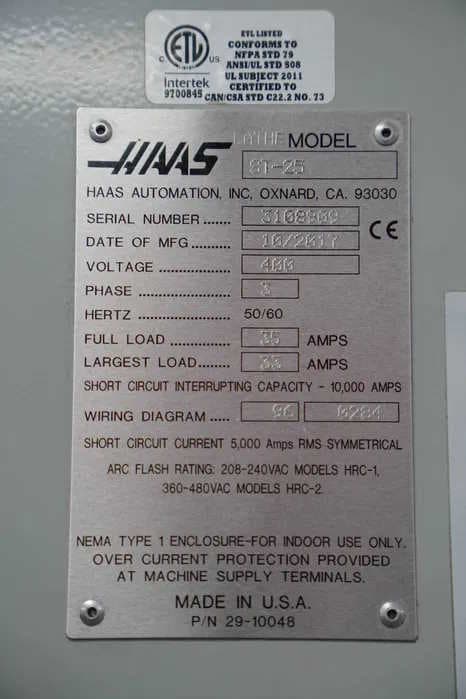 ETL LISTED
CONFORMS TO
NFPA STD 79
ANSI/UL STD 508
UL SUBJECT 2011
CERTIFIED TO
CAN/CSA STD C22.2 NO. 73
ETL
C US
Intertek
9700845
HAAS
LATHE MODEL
ST-25
HAAS AUTOMATION, INC, OXNARD, CA. 93030
SERIAL NUMBER ...... 3108909
CE
DATE OF MFG ........... 10/2017
VOLTAGE .................. 400
PHASE ....................... 3
HERTZ ....................... 50/60
FULL LOAD ............... 35 AMPS
LARGEST LOAD........ 33 AMPS
SHORT CIRCUIT INTERRUPTING CAPACITY - 10,000 AMPS
WIRING DIAGRAM ..... 96 0284
SHORT CIRCUIT CURRENT 5,000 Amps RMS SYMMETRICAL
ARC FLASH RATING: 208-240VAC MODELS HRC-1,
360-480VAC MODELS HRC-2.
NEMA TYPE 1 ENCLOSURE-FOR INDOOR USE ONLY.
OVER CURRENT PROTECTION PROVIDED
AT MACHINE SUPPLY TERMINALS.
MADE IN U.S.A.
P/N 29-10048